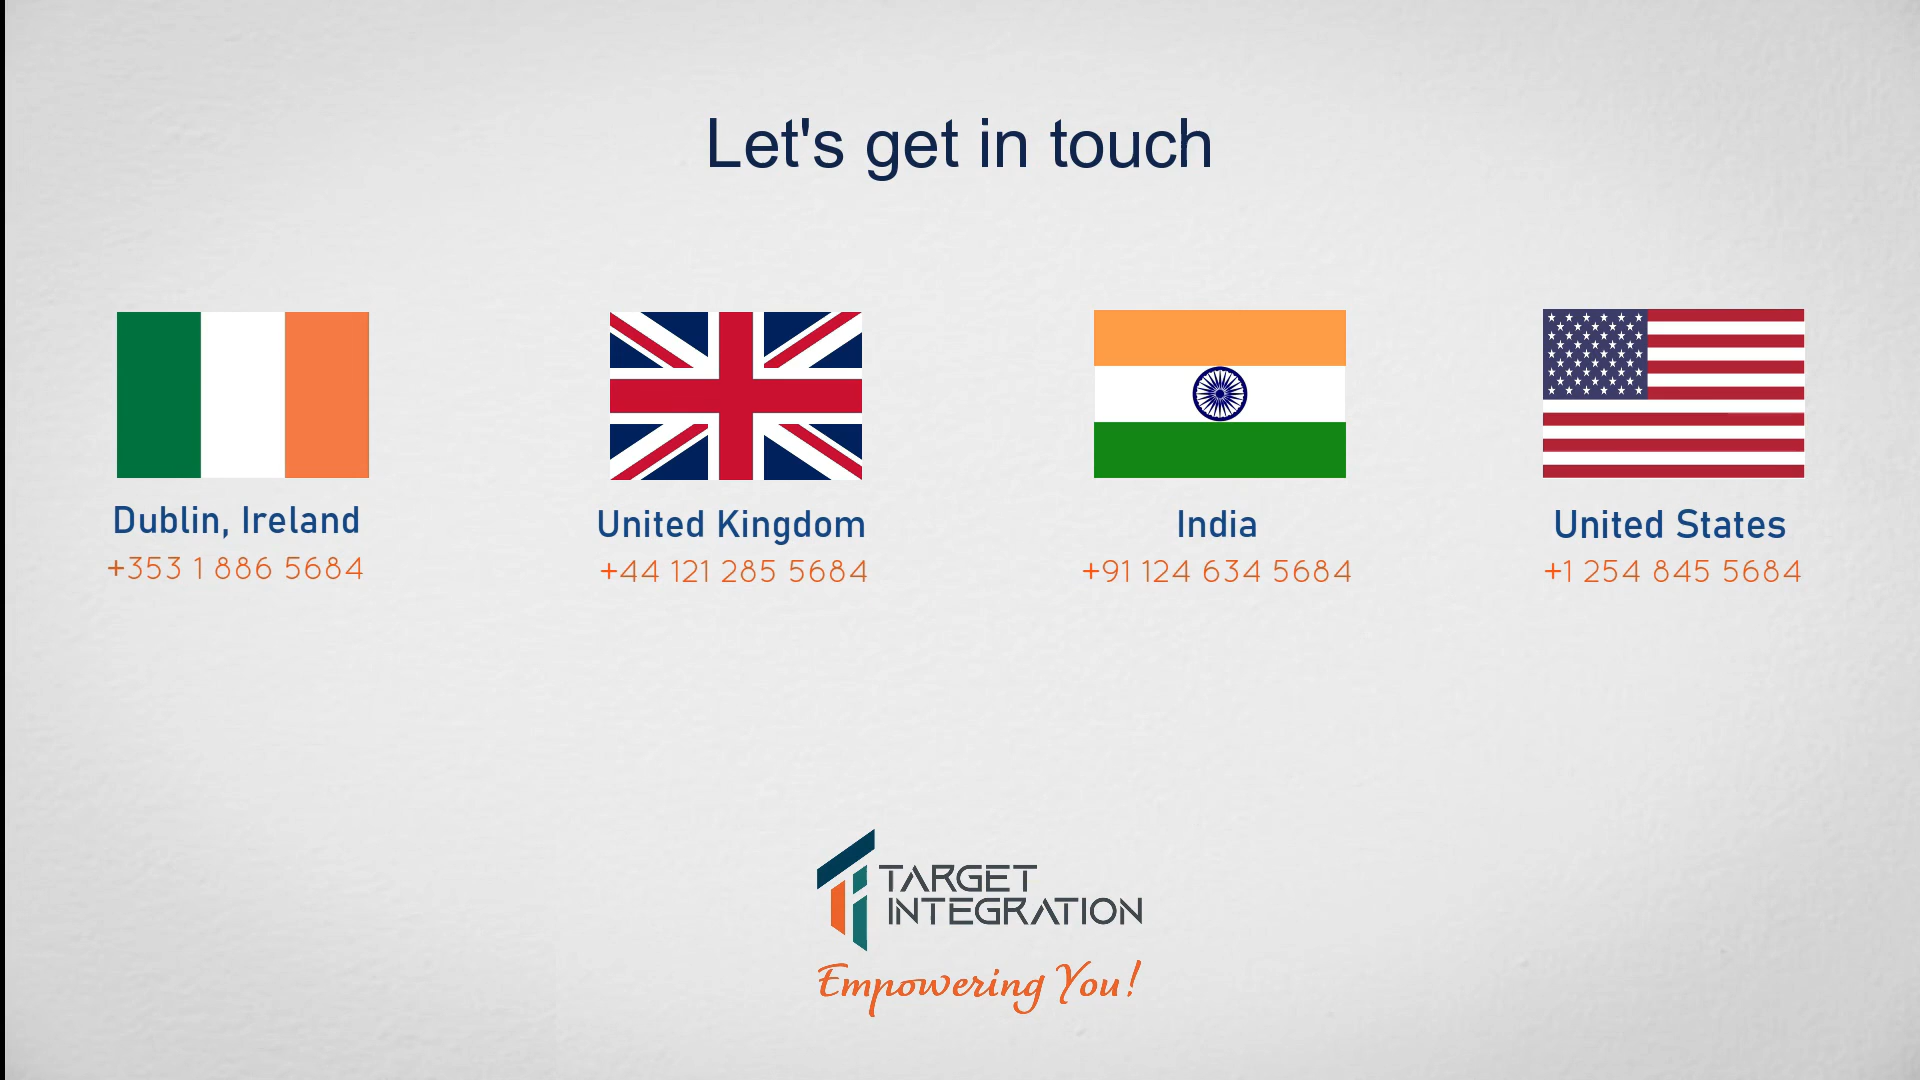 Let's get in touch
Dublin, Ireland
+353 1 886 5684
United Kingdom
+44 121 285 5684
India
+91 124 634 5684
United States
+1 254 845 5684
TARGET
INTEGRATION
Empowering You!